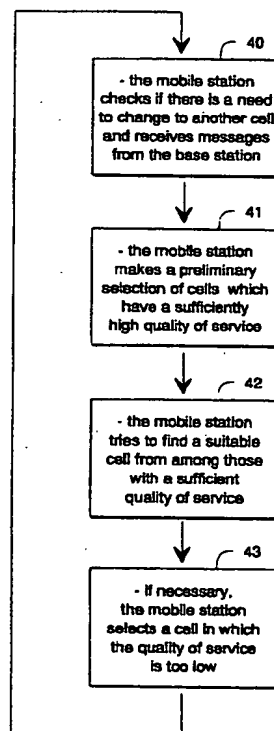 40
- the mobile station
checks if there is a need
to change to another cell
and receives messages
from the base station
41
- the mobile station
makes a preliminary
selection of cells which
have a sufficiently
high quality of service
42
- the mobile station
tries to find a suitable
cell from among those
with a sufficient
quality of service
43
- If necessary,
the mobile station
selects a cell in which
the quality of service
is too low